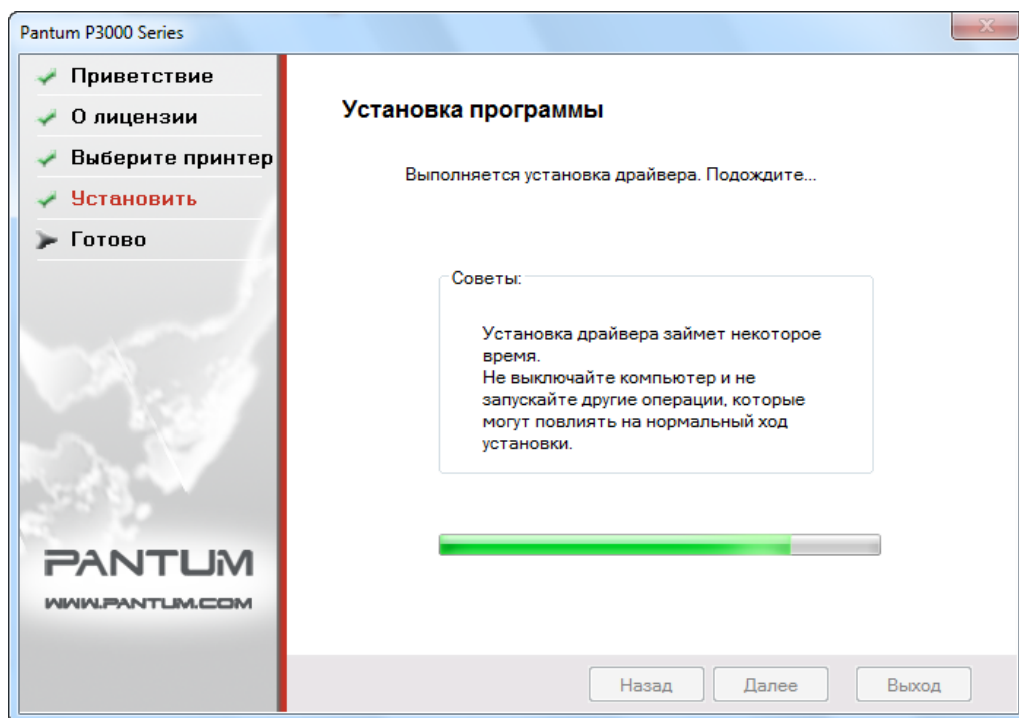 Pantum P3000 Series
Приветствие
О лицензии
Выберите принтер
Установить
Готово
PANTUM
WWW.PANTUM.COM
Установка программы
Выполняется установка драйвера. Подождите...
Советы:
Установка драйвера займет некоторое
время.
Не выключайте компьютер и не
запускайте другие операции, которые
могут повлиять на нормальный ход
установки.
Назад
Далее
Выход